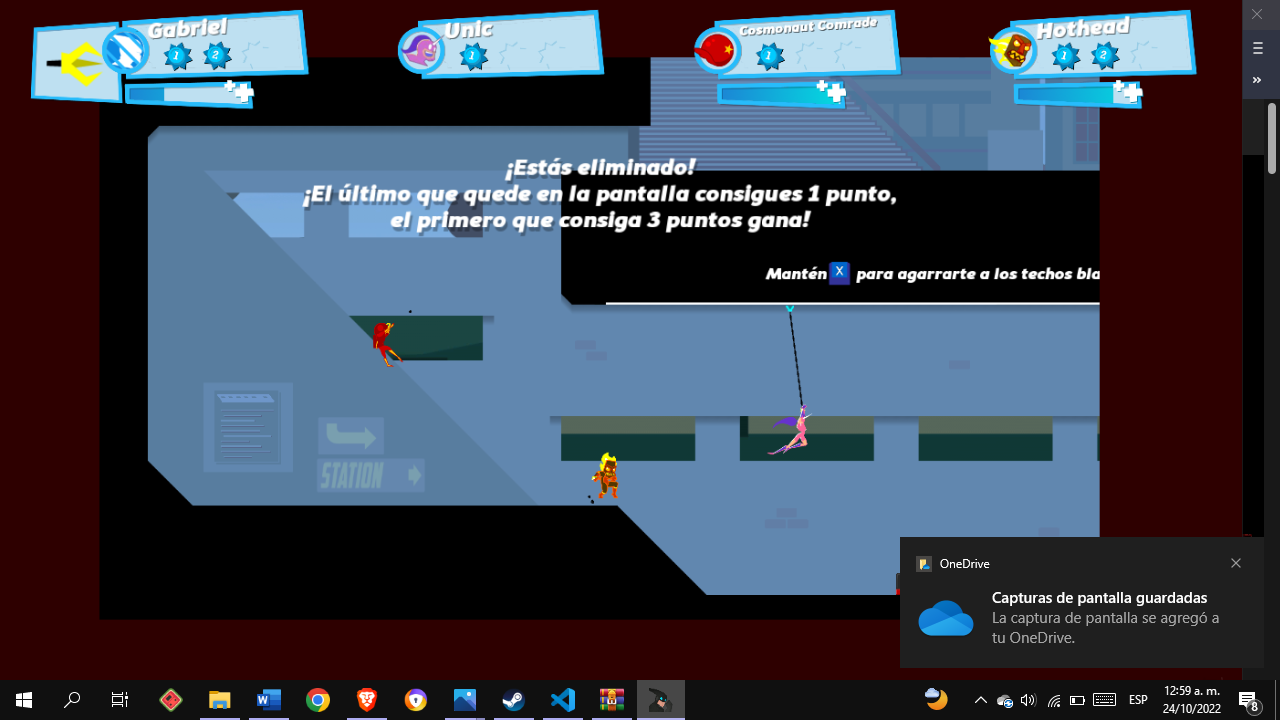 Gabriel
1 2
Unic
1
Cosmonaut Comrade
1
Hothead
1 2
¡Estás eliminado!
¡El último que quede en la pantalla consigues 1 punto,
el primero que consiga 3 puntos gana!
Mantén X para agarrarte a los techos bla
STATION
OneDrive
Capturas de pantalla guardadas
La captura de pantalla se agregó a
tu OneDrive.
ESP
12:59 a. m.
24/10/2022
8